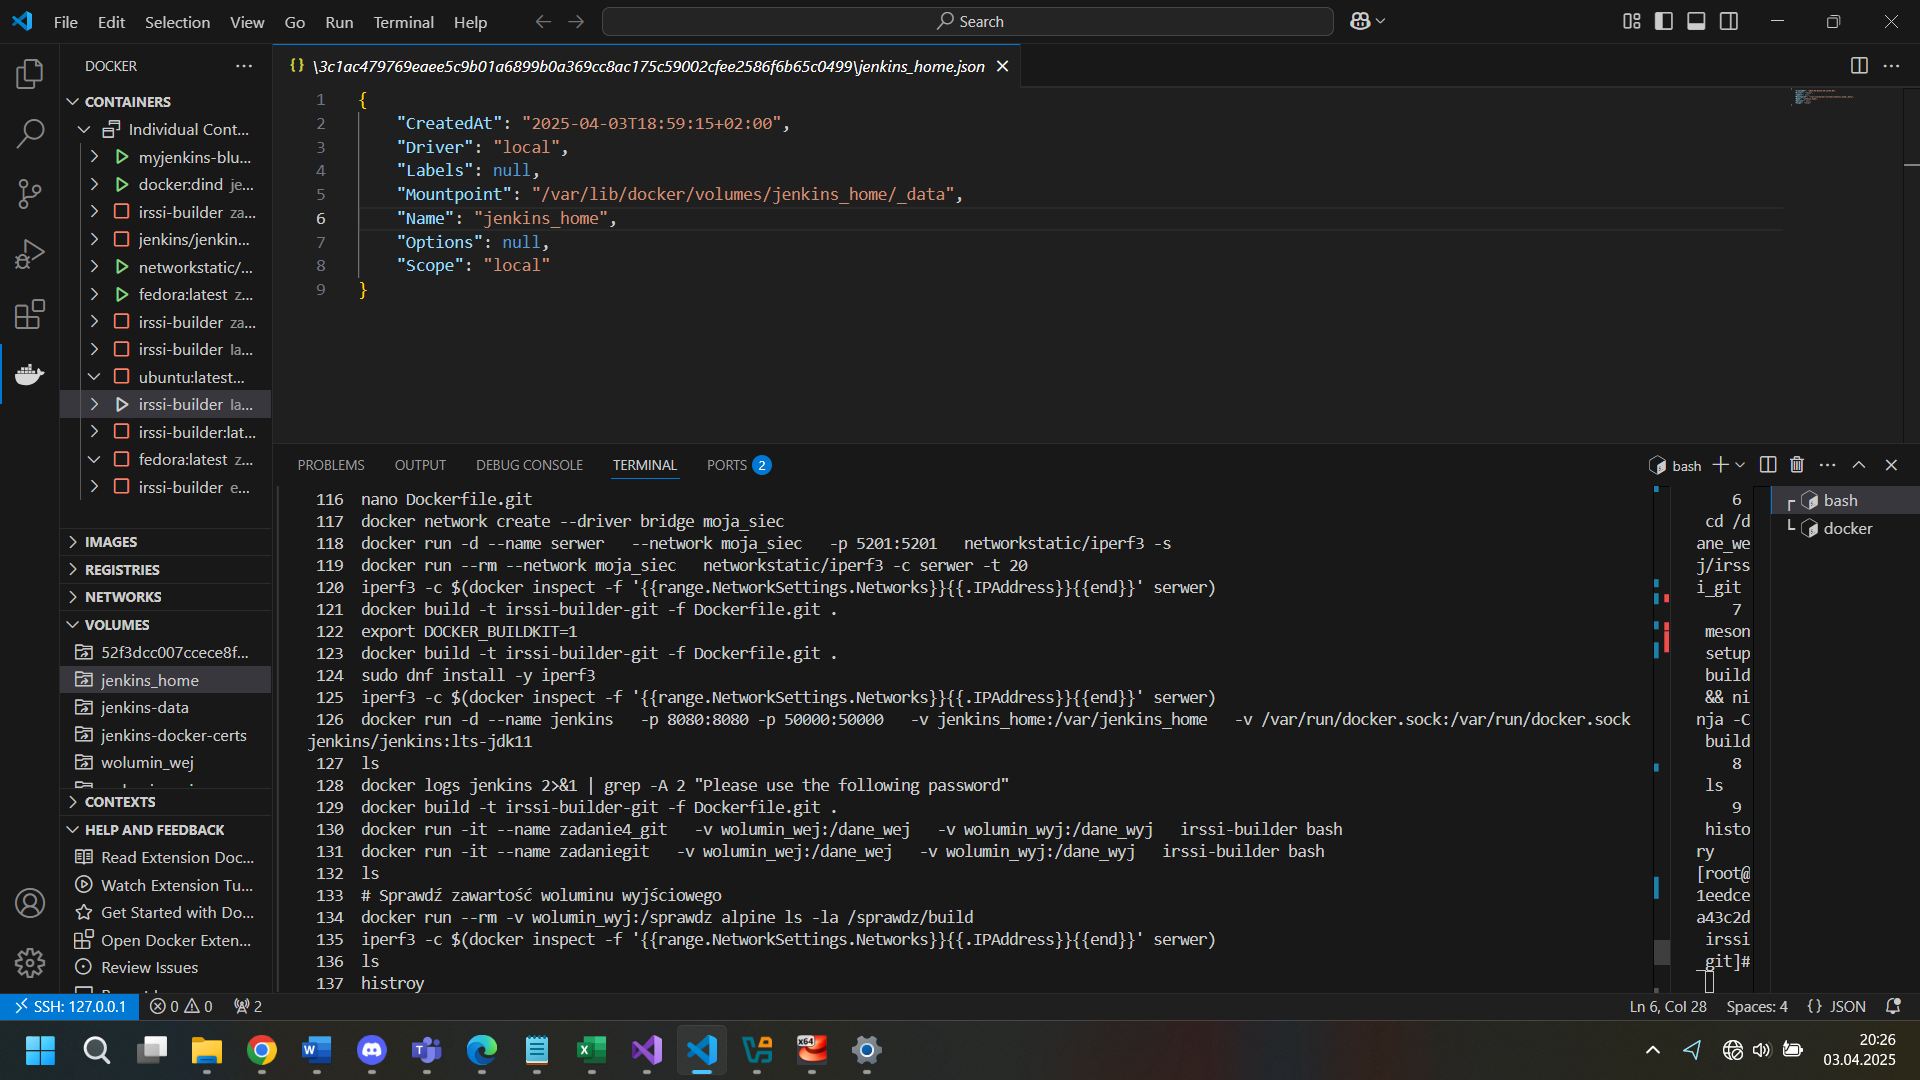 File Edit Selection View Go Run Terminal Help
Search
DOCKER
CONTAINERS
Individual Cont...
myjenkins-blu...
docker:dind je...
irssi-builder za...
jenkins/jenkin...
networkstatic/...
fedora:latest z...
irssi-builder za...
irssi-builder la...
ubuntu:latest...
irssi-builder la...
irssi-builder:lat...
fedora:latest z...
irssi-builder e...
IMAGES
REGISTRIES
NETWORKS
VOLUMES
52f3dcc007ccece8f...
jenkins_home
jenkins-data
jenkins-docker-certs
wolumin_wej
CONTEXTS
HELP AND FEEDBACK
Read Extension Doc...
Watch Extension Tu...
Get Started with Do...
Open Docker Exten...
Review Issues
{} \3c1ac479769eaee5c9b01a6899b0a369cc8ac175c59002cfee2586f6b65c0499\jenkins_home.json
1 {
2 "CreatedAt": "2025-04-03T18:59:15+02:00",
3 "Driver": "local",
4 "Labels": null,
5 "Mountpoint": "/var/lib/docker/volumes/jenkins_home/_data",
6 "Name": "jenkins_home",
7 "Options": null,
8 "Scope": "local"
9 }
PROBLEMS OUTPUT DEBUG CONSOLE TERMINAL PORTS 2
bash
116 nano Dockerfile.git
117 docker network create --driver bridge moja_siec
118 docker run -d --name serwer --network moja_siec -p 5201:5201 networkstatic/iperf3 -s
119 docker run --rm --network moja_siec networkstatic/iperf3 -c serwer -t 20
120 iperf3 -c $(docker inspect -f '{{range.NetworkSettings.Networks}}{{.IPAddress}}{{end}}' serwer)
121 docker build -t irssi-builder-git -f Dockerfile.git .
122 export DOCKER_BUILDKIT=1
123 docker build -t irssi-builder-git -f Dockerfile.git .
124 sudo dnf install -y iperf3
125 iperf3 -c $(docker inspect -f '{{range.NetworkSettings.Networks}}{{.IPAddress}}{{end}}' serwer)
126 docker run -d --name jenkins -p 8080:8080 -p 50000:50000 -v jenkins_home:/var/jenkins_home -v /var/run/docker.sock:/var/run/docker.sock
jenkins/jenkins:lts-jdk11
127 ls
128 docker logs jenkins 2>&1 | grep -A 2 "Please use the following password"
129 docker build -t irssi-builder-git -f Dockerfile.git .
130 docker run -it --name zadanie4_git -v wolumin_wej:/dane_wej -v wolumin_wyj:/dane_wyj irssi-builder bash
131 docker run -it --name zadaniegit -v wolumin_wej:/dane_wej -v wolumin_wyj:/dane_wyj irssi-builder bash
132 ls
133 # Sprawdź zawartość woluminu wyjściowego
134 docker run --rm -v wolumin_wyj:/sprawdz alpine ls -la /sprawdz/build
135 iperf3 -c $(docker inspect -f '{{range.NetworkSettings.Networks}}{{.IPAddress}}{{end}}' serwer)
136 ls
137 histroy
6
cd /d
ane_we
j/irss
i_git
7
meson
setup
build
&& ni
nja -C
build
8
ls
9
histo
ry
[root@
1eedce
a43c2d
irssi
_git]#
bash
docker
SSH: 127.0.0.1 0 0 2
Ln 6, Col 28 Spaces: 4 {} JSON
20:26
03.04.2025